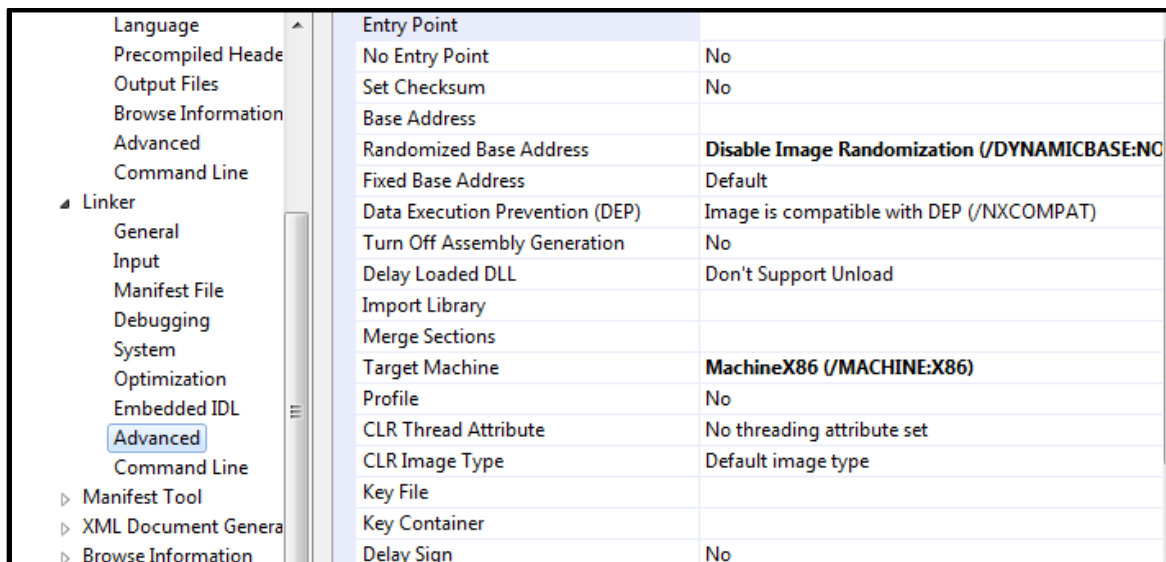 Language
Precompiled Heade
Output Files
Browse Information
Advanced
Command Line
Linker
General
Input
Manifest File
Debugging
System
Optimization
Embedded IDL
Advanced
Command Line
Manifest Tool
XML Document Genera
Browse Information
Entry Point
No Entry Point No
Set Checksum No
Base Address
Randomized Base Address Disable Image Randomization (/DYNAMICBASE:NO
Fixed Base Address Default
Data Execution Prevention (DEP) Image is compatible with DEP (/NXCOMPAT)
Turn Off Assembly Generation No
Delay Loaded DLL Don't Support Unload
Import Library
Merge Sections
Target Machine MachineX86 (/MACHINE:X86)
Profile No
CLR Thread Attribute No threading attribute set
CLR Image Type Default image type
Key File
Key Container
Delay Sign No